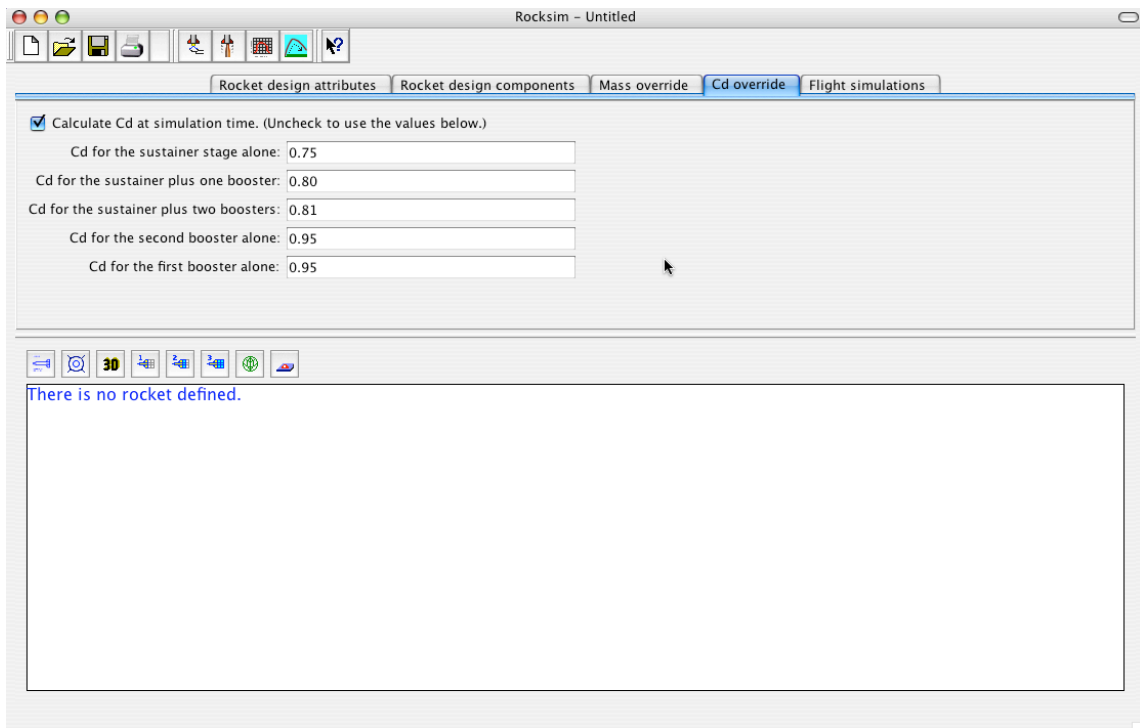 Rocksim – Untitled
Rocket design attributes Rocket design components Mass override Cd override Flight simulations
Calculate Cd at simulation time. (Uncheck to use the values below.)
Cd for the sustainer stage alone: 0.75
Cd for the sustainer plus one booster: 0.80
Cd for the sustainer plus two boosters: 0.81
Cd for the second booster alone: 0.95
Cd for the first booster alone: 0.95
3D 1 2 3
There is no rocket defined.